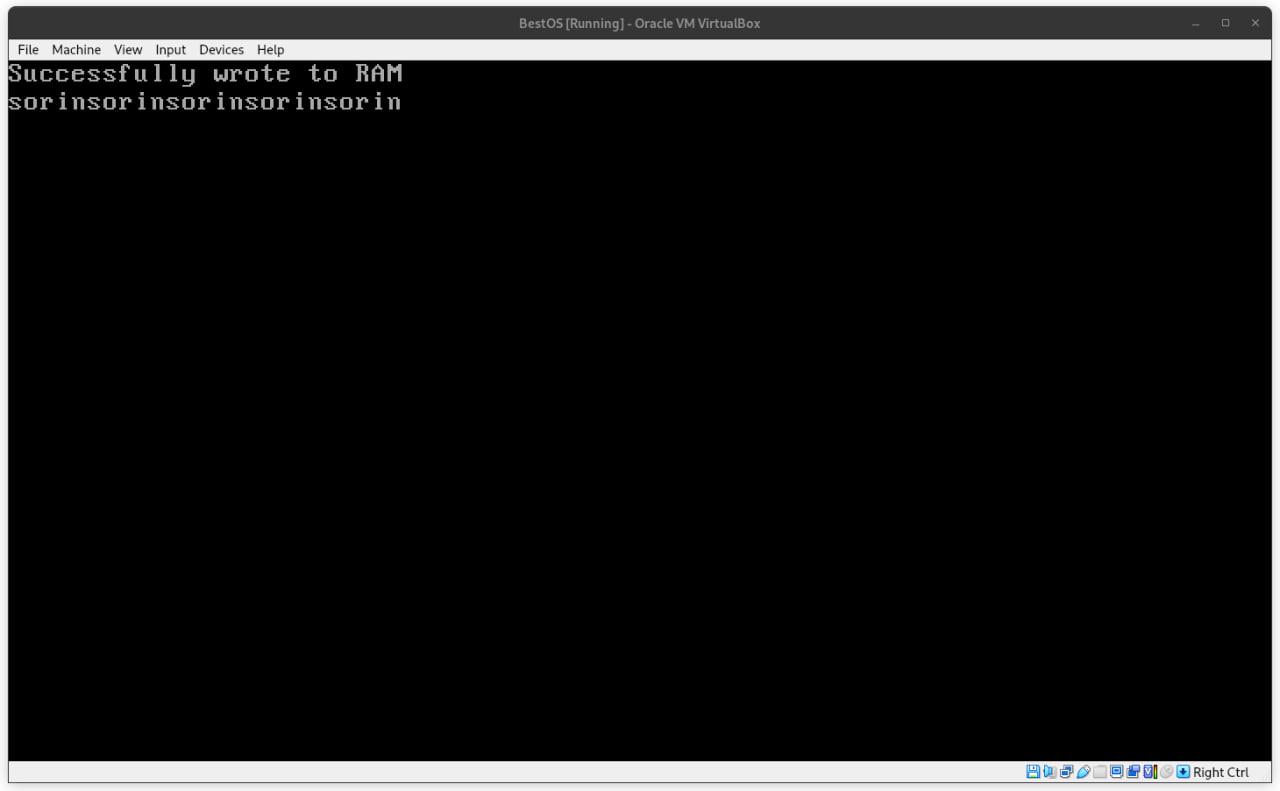 BestOS [Running] - Oracle VM VirtualBox
File Machine View Input Devices Help
Successfully wrote to RAM
sorinsorinsorinsorinsorin
Right Ctrl